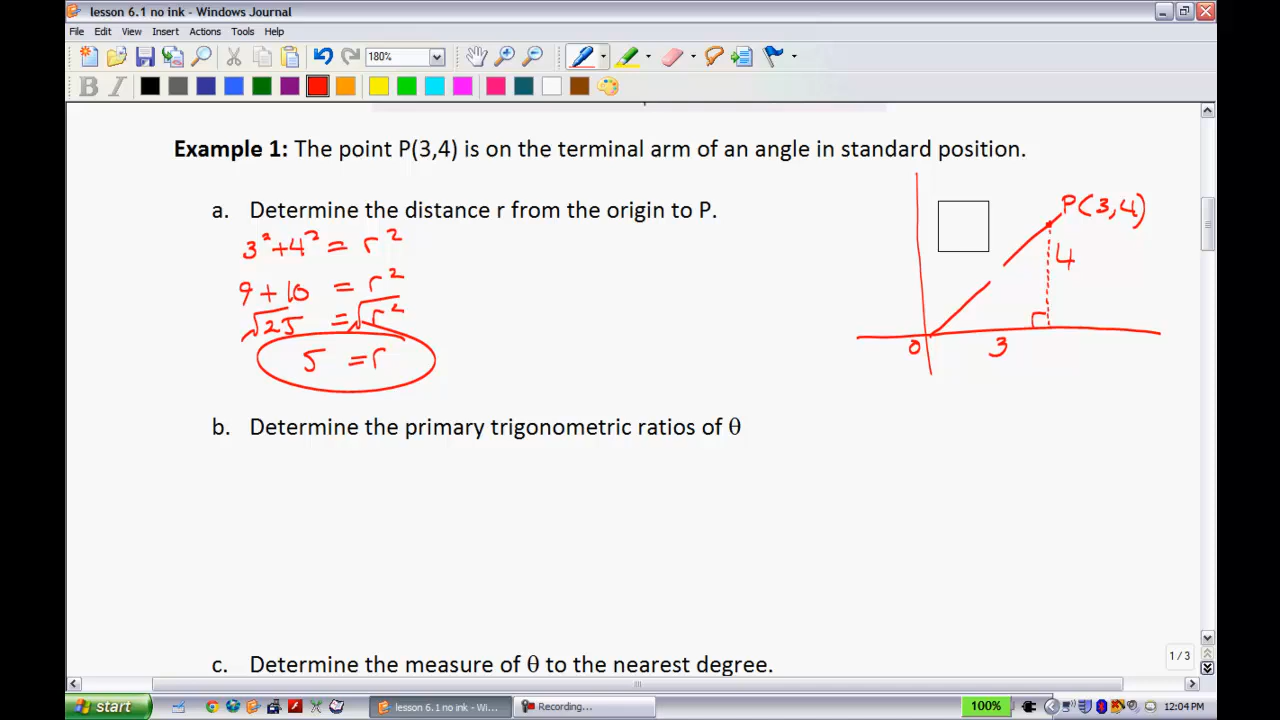 lesson 6.1 no ink - Windows Journal
File Edit View Insert Actions Tools Help
180%
B I
Example 1: The point P(3,4) is on the terminal arm of an angle in standard position.
a. Determine the distance r from the origin to P.
3² + 4² = r²
9 + 16 = r²
√25 = √r²
5 = r
P(3,4)
4
0 3
b. Determine the primary trigonometric ratios of θ
c. Determine the measure of θ to the nearest degree.
1 / 3
start
lesson 6.1 no ink - Wi...
Recording...
100%
12:04 PM